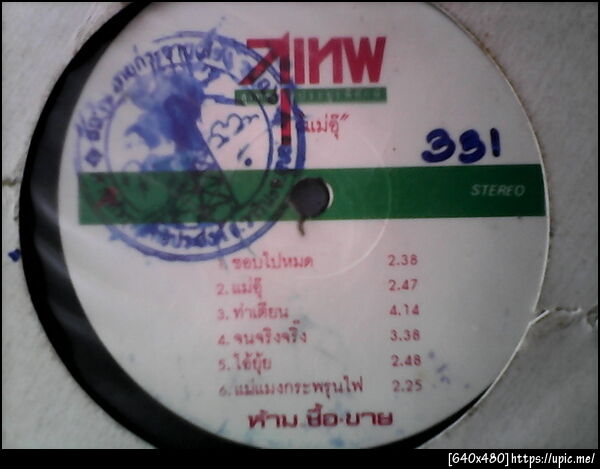 สุเทพ
"แม่อุ๊"
331
STEREO
1. ชอบไปหมด 2.38
2. แม่อุ๊ 2.47
3. ทำเตียน 4.14
4. จนจริงจริ๊ง 3.38
5. โอ้ยุ้ย 2.48
6. แม่แมงกระพรุนไฟ 2.25
ห้าม ซื้อ-ขาย
[640x480]https://upic.me/